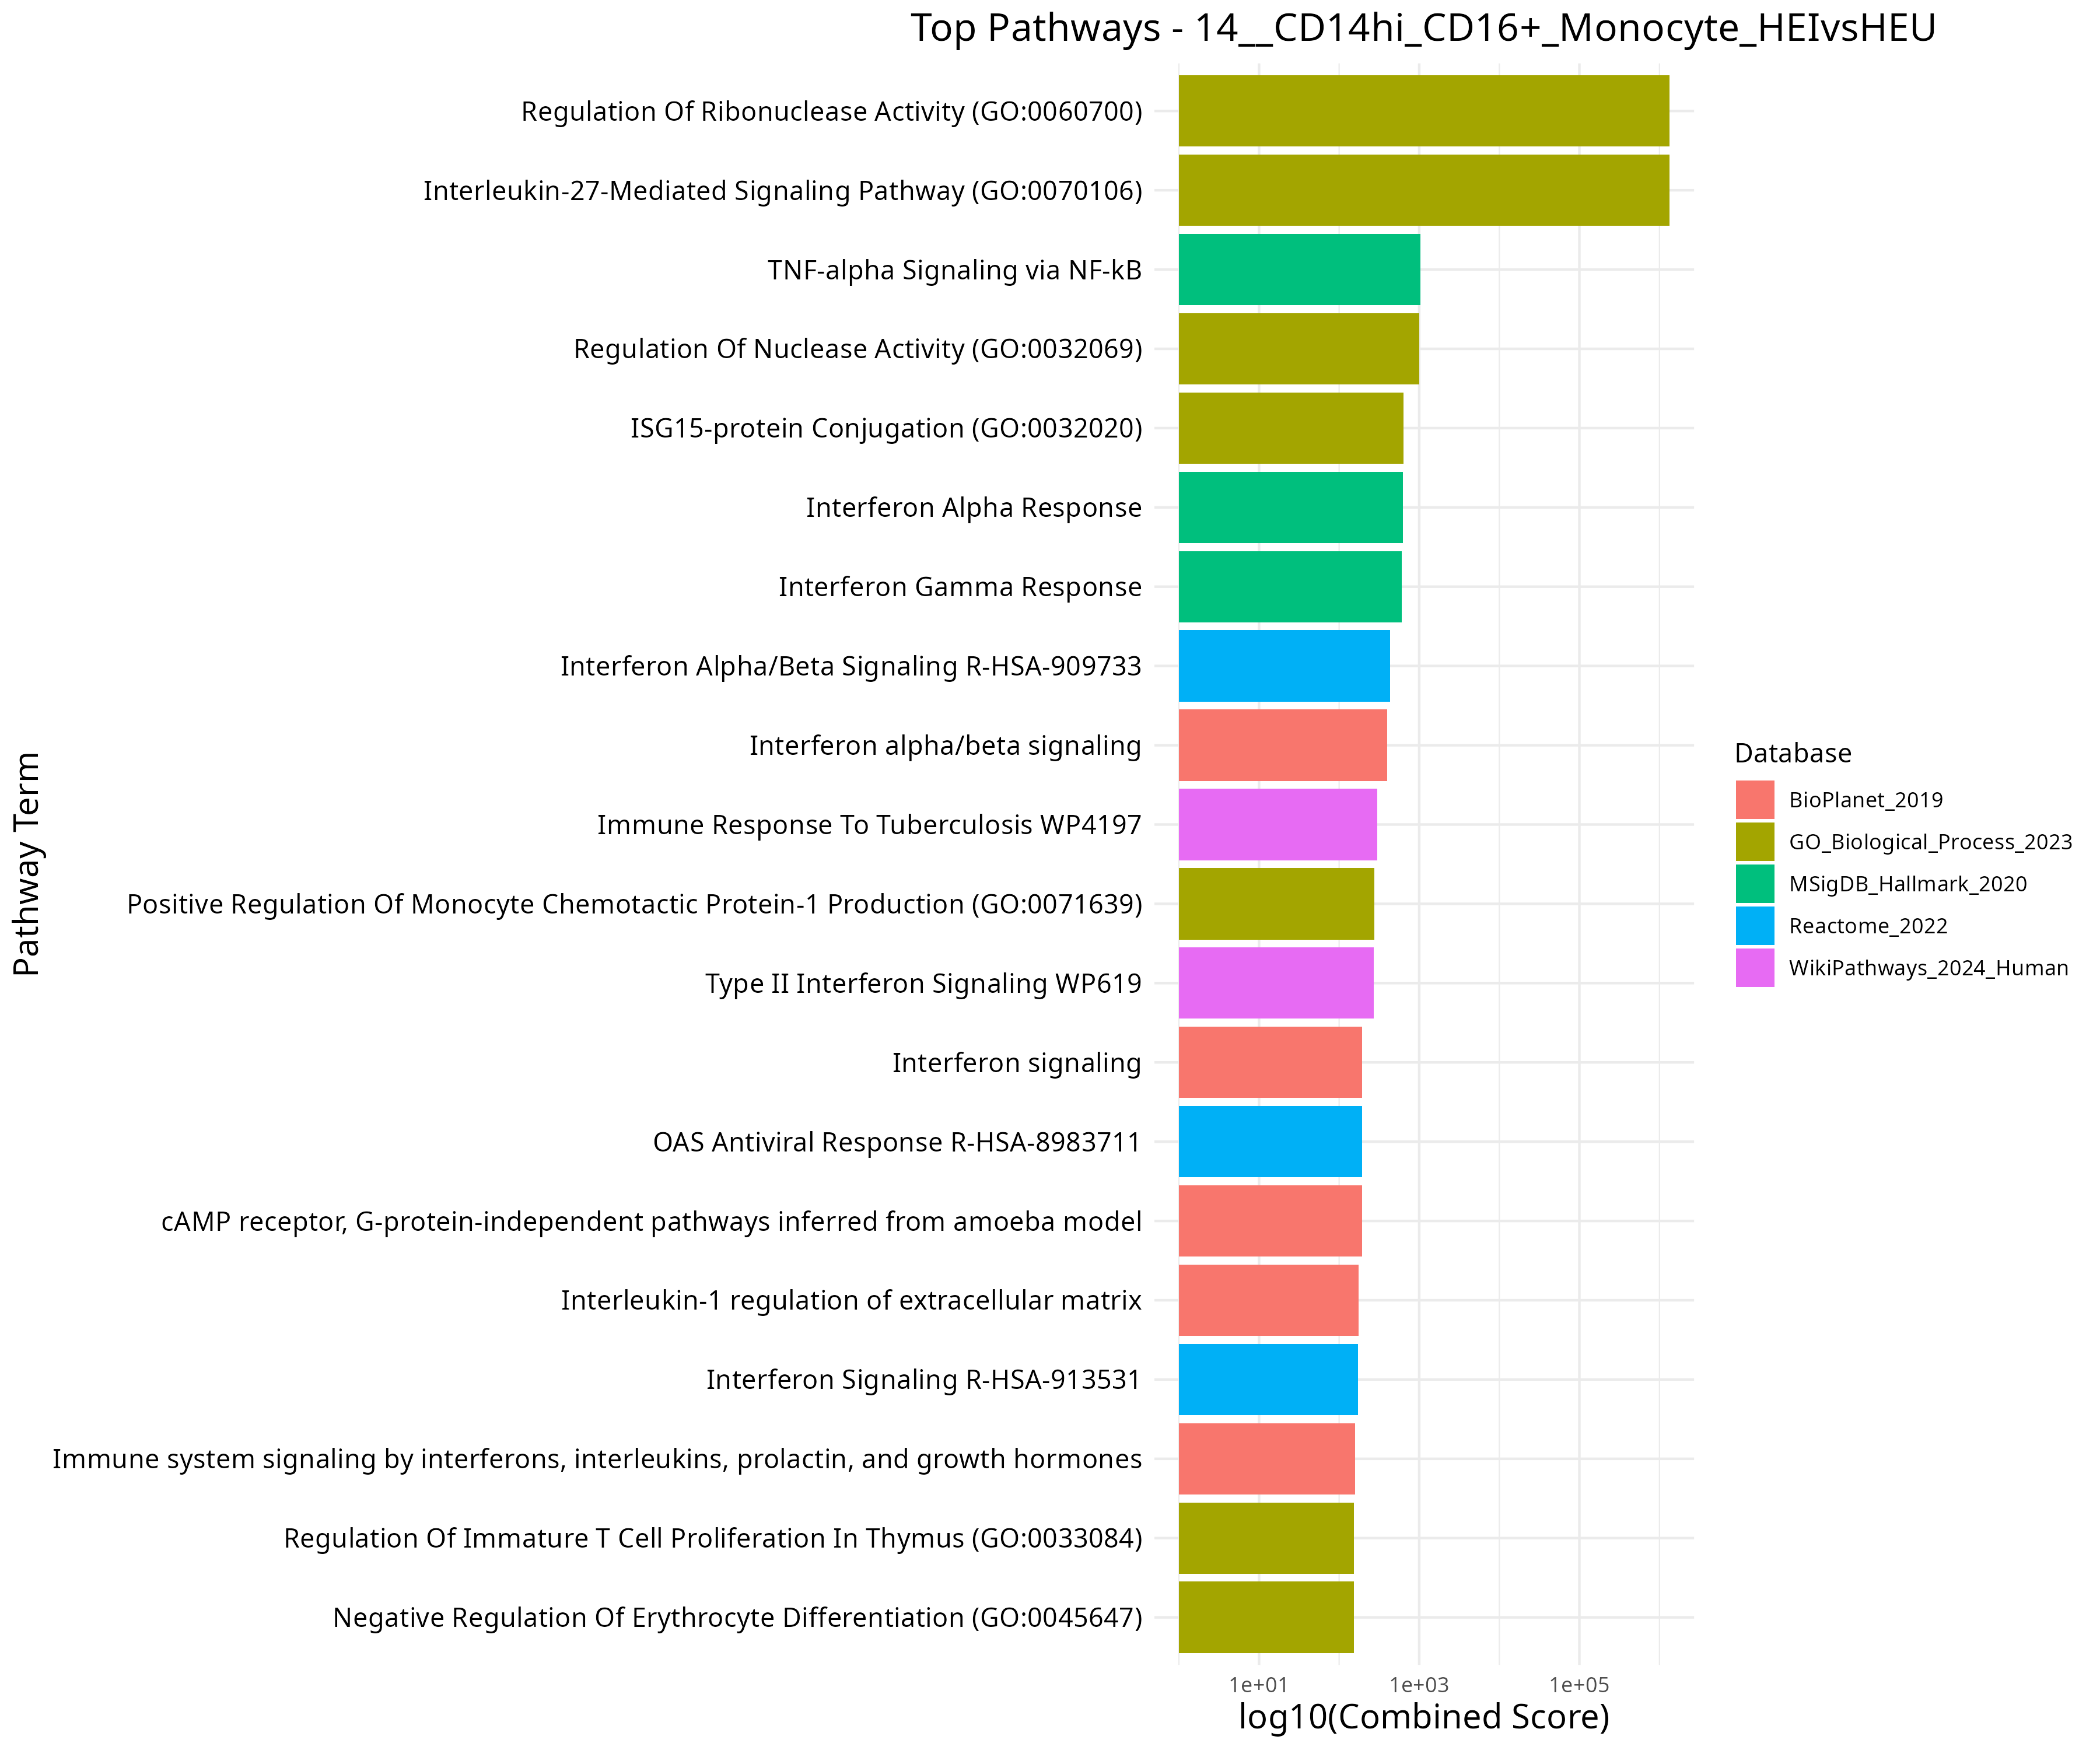 Top Pathways - 14__CD14hi_CD16+_Monocyte_HEIvsHEU
Pathway Term
Regulation Of Ribonuclease Activity (GO:0060700)
Interleukin-27-Mediated Signaling Pathway (GO:0070106)
TNF-alpha Signaling via NF-kB
Regulation Of Nuclease Activity (GO:0032069)
ISG15-protein Conjugation (GO:0032020)
Interferon Alpha Response
Interferon Gamma Response
Interferon Alpha/Beta Signaling R-HSA-909733
Interferon alpha/beta signaling
Immune Response To Tuberculosis WP4197
Positive Regulation Of Monocyte Chemotactic Protein-1 Production (GO:0071639)
Type II Interferon Signaling WP619
Interferon signaling
OAS Antiviral Response R-HSA-8983711
cAMP receptor, G-protein-independent pathways inferred from amoeba model
Interleukin-1 regulation of extracellular matrix
Interferon Signaling R-HSA-913531
Immune system signaling by interferons, interleukins, prolactin, and growth hormones
Regulation Of Immature T Cell Proliferation In Thymus (GO:0033084)
Negative Regulation Of Erythrocyte Differentiation (GO:0045647)
1e+01 1e+03 1e+05
log10(Combined Score)
Database
BioPlanet_2019
GO_Biological_Process_2023
MSigDB_Hallmark_2020
Reactome_2022
WikiPathways_2024_Human